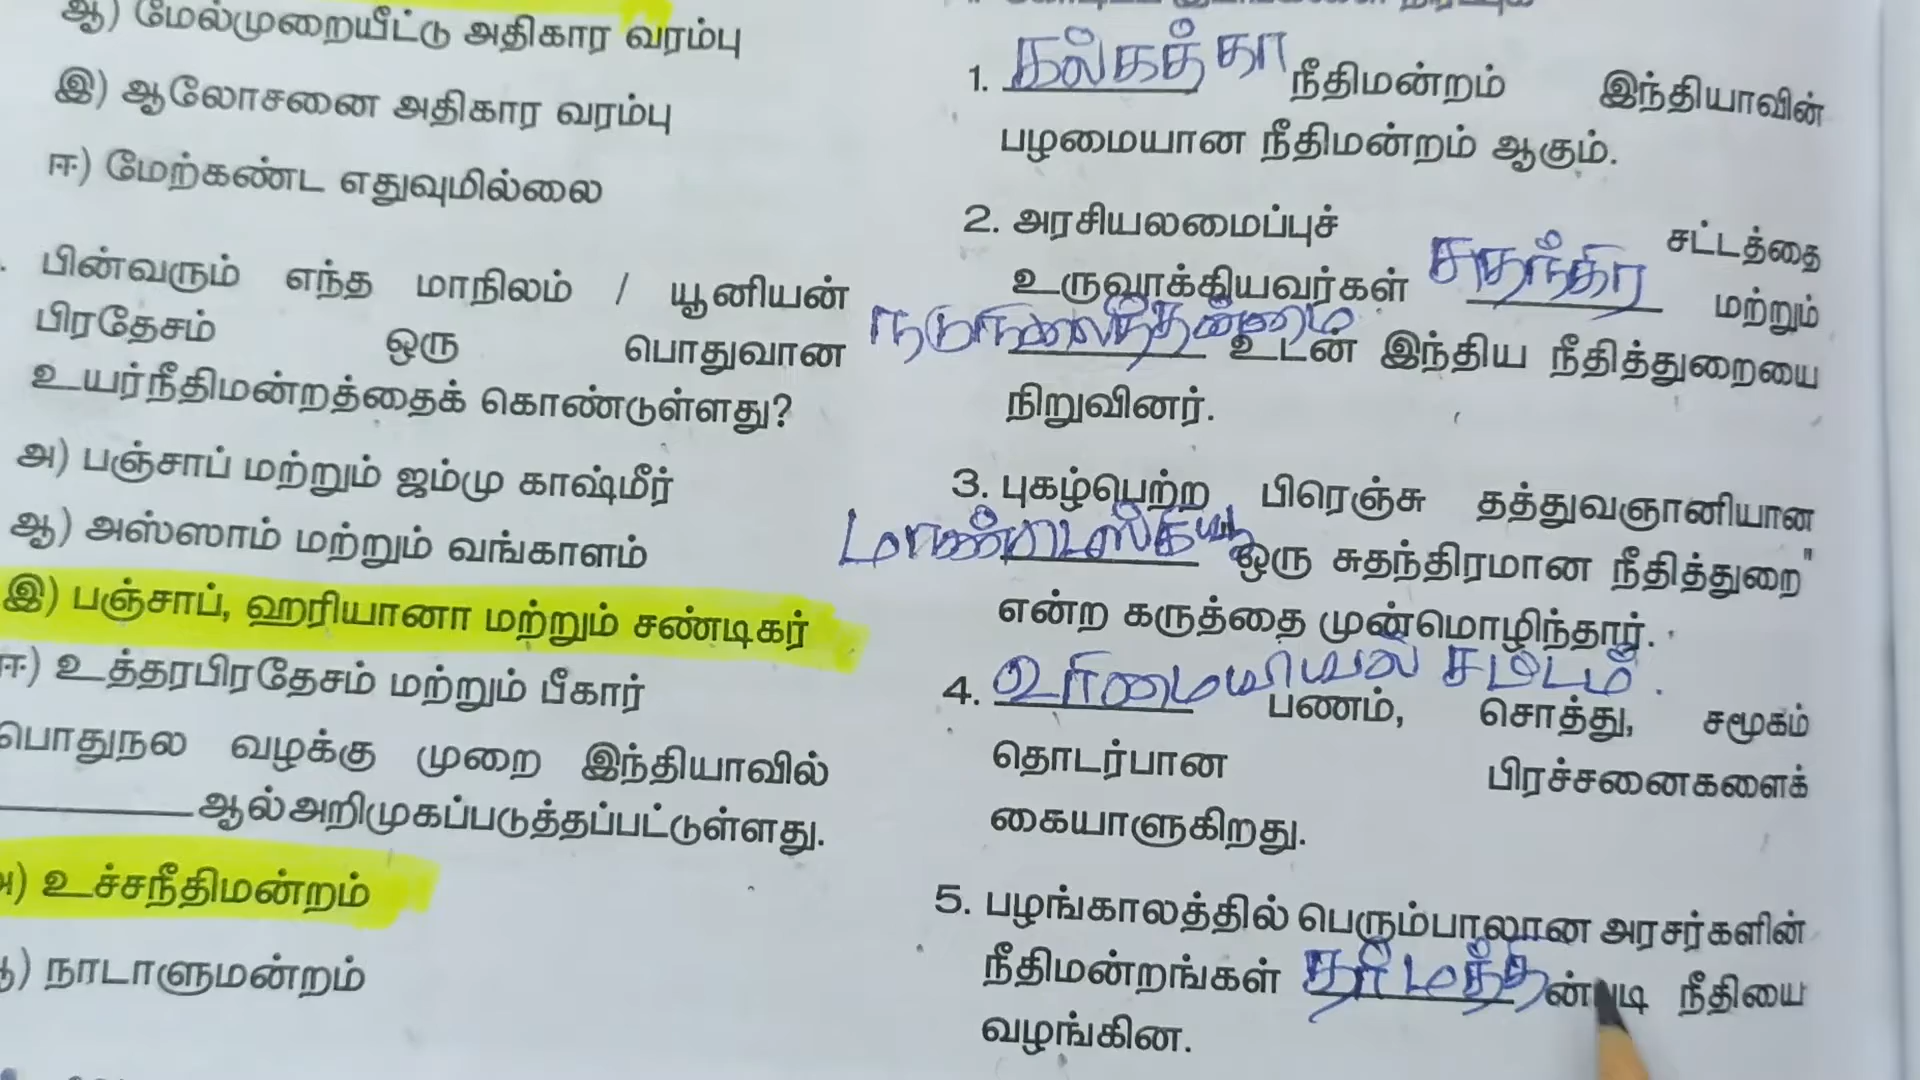 ஆ) மேல்முறையீட்டு அதிகார வரம்பு
இ) ஆலோசனை அதிகார வரம்பு
ஈ) மேற்கண்ட எதுவுமில்லை
பின்வரும் எந்த மாநிலம் / யூனியன்
பிரதேசம் ஒரு பொதுவான
உயர்நீதிமன்றத்தைக் கொண்டுள்ளது?
அ) பஞ்சாப் மற்றும் ஜம்மு காஷ்மீர்
ஆ) அஸ்ஸாம் மற்றும் வங்காளம்
இ) பஞ்சாப், ஹரியானா மற்றும் சண்டிகர்
ஈ) உத்தரபிரதேசம் மற்றும் பீகார்
பொதுநல வழக்கு முறை இந்தியாவில்
ஆல்அறிமுகப்படுத்தப்பட்டுள்ளது.
அ) உச்சநீதிமன்றம்
ஆ) நாடாளுமன்றம்
1. கல்கத்தா நீதிமன்றம் இந்தியாவின்
பழமையான நீதிமன்றம் ஆகும்.
2. அரசியலமைப்புச் சட்டத்தை
உருவாக்கியவர்கள் சுதந்திர மற்றும்
நடுநிலைத்தன்மை உடன் இந்திய நீதித்துறையை
நிறுவினர்.
3. புகழ்பெற்ற பிரெஞ்சு தத்துவஞானியான
மாண்டெஸ்கியு ஒரு சுதந்திரமான நீதித்துறை"
என்ற கருத்தை முன்மொழிந்தார்.
4. உரிமையியல் சட்டம்
பணம், சொத்து, சமூகம்
தொடர்பான பிரச்சனைகளைக்
கையாளுகிறது.
5. பழங்காலத்தில் பெரும்பாலான அரசர்களின்
நீதிமன்றங்கள் தர்மத்தின்படி நீதியை
வழங்கின.